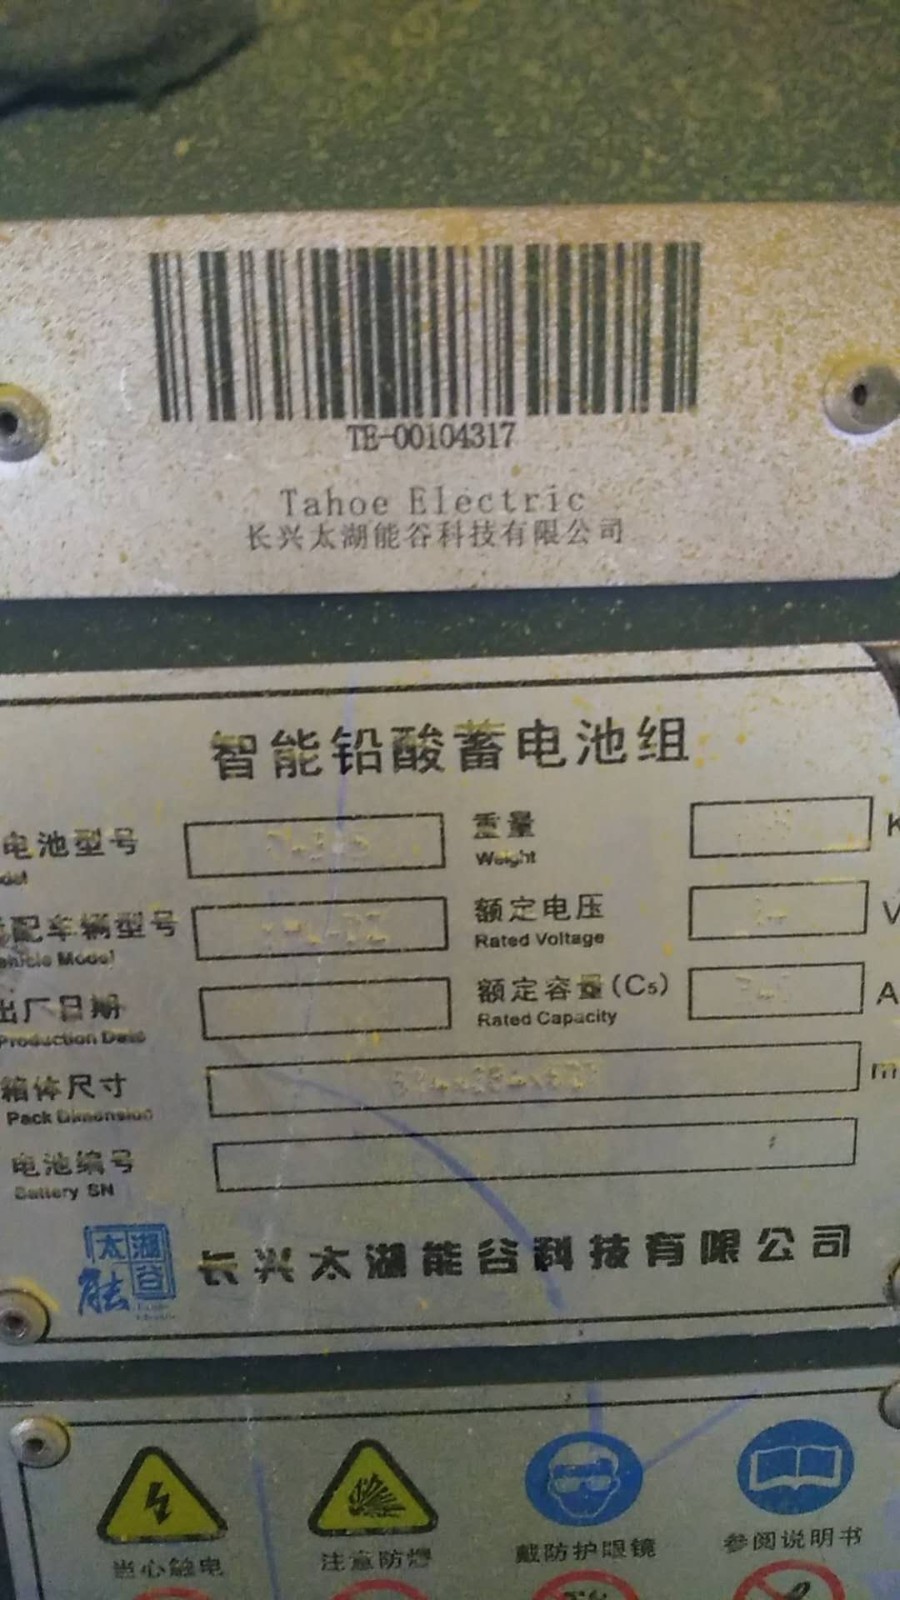 TE-00104317
Tahoe Electric
长兴太湖能谷科技有限公司
智能铅酸蓄电池组
电池型号
重量
K
Weight
配车辆型号
额定电压
V
Rated Voltage
出厂日期
额定容量(C5)
A
Production Date
Rated Capacity
箱体尺寸
m
Pack Dimension
电池编号
Battery SN
太湖
能谷
长兴太湖能谷科技有限公司
当心触电
注意防爆
戴防护眼镜
参阅说明书